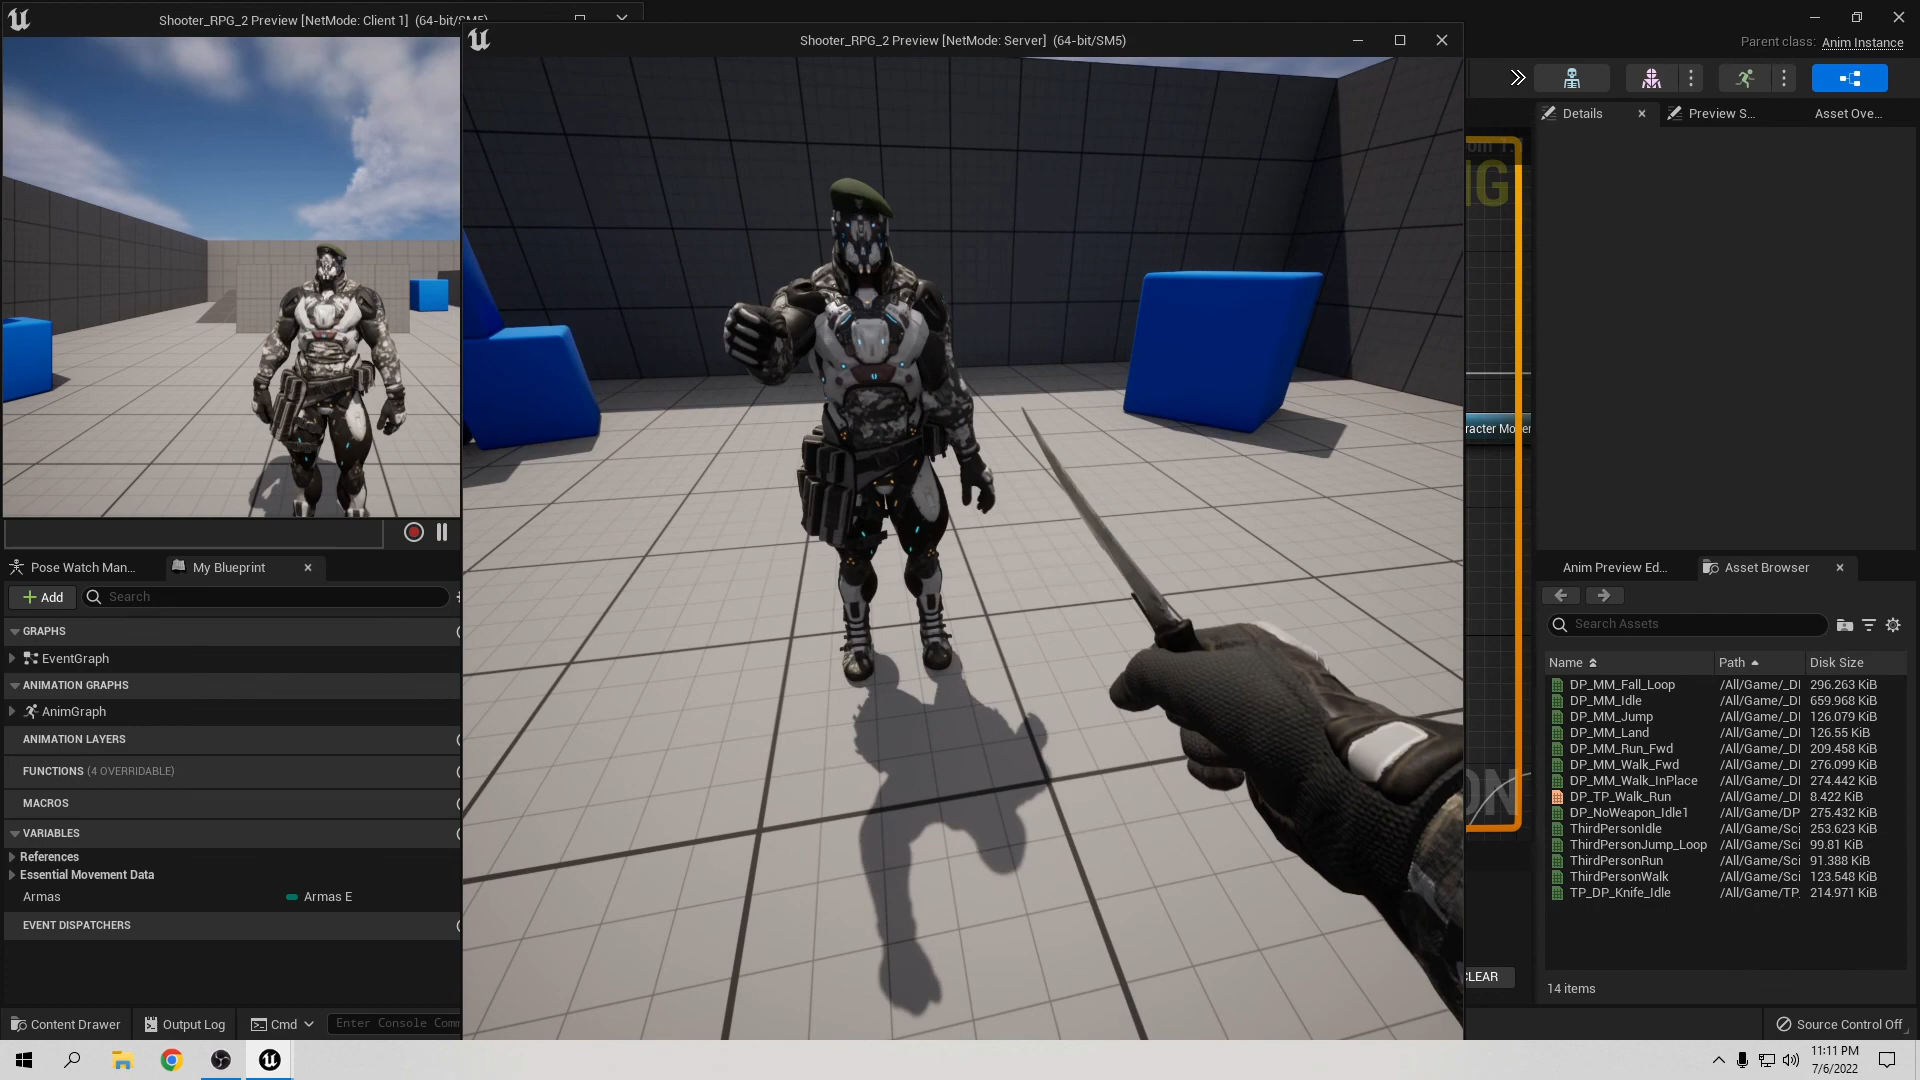 Shooter_RPG_2 Preview [NetMode: Client 1] (64-bit/SM5)
Shooter_RPG_2 Preview [NetMode: Server] (64-bit/SM5)
Parent class: Anim Instance
Details
Preview S...
Asset Ove...
NG
racter Mover
ON
CLEAR
Pose Watch Man...
My Blueprint
Add
Search
GRAPHS
EventGraph
ANIMATION GRAPHS
AnimGraph
ANIMATION LAYERS
FUNCTIONS (4 OVERRIDABLE)
MACROS
VARIABLES
References
Essential Movement Data
Armas
Armas E
EVENT DISPATCHERS
Anim Preview Ed...
Asset Browser
Search Assets
Name Path Disk Size
DP_MM_Fall_Loop /All/Game/_DI 296.263 KiB
DP_MM_Idle /All/Game/_DI 659.968 KiB
DP_MM_Jump /All/Game/_DI 126.079 KiB
DP_MM_Land /All/Game/_DI 126.55 KiB
DP_MM_Run_Fwd /All/Game/_DI 209.458 KiB
DP_MM_Walk_Fwd /All/Game/_DI 276.099 KiB
DP_MM_Walk_InPlace /All/Game/_DI 274.442 KiB
DP_TP_Walk_Run /All/Game/_DI 8.422 KiB
DP_NoWeapon_Idle1 /All/Game/DP 275.432 KiB
ThirdPersonIdle /All/Game/Sci 253.623 KiB
ThirdPersonJump_Loop /All/Game/Sci 99.81 KiB
ThirdPersonRun /All/Game/Sci 91.388 KiB
ThirdPersonWalk /All/Game/Sci 123.548 KiB
TP_DP_Knife_Idle /All/Game/TP_ 214.971 KiB
14 items
Content Drawer
Output Log
Cmd
Enter Console Comm
Source Control Off
11:11 PM
7/6/2022